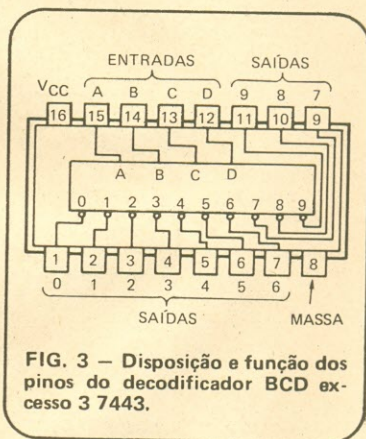 ENTRADAS SAÍDAS
VCC A B C D 9 8 7
16 15 14 13 12 11 10 9
A B C D
0 1 2 3 4 5 6 7 8 9
1 2 3 4 5 6 7 8
0 1 2 3 4 5 6
SAÍDAS MASSA
FIG. 3 — Disposição e função dos
pinos do decodificador BCD ex-
cesso 3 7443.